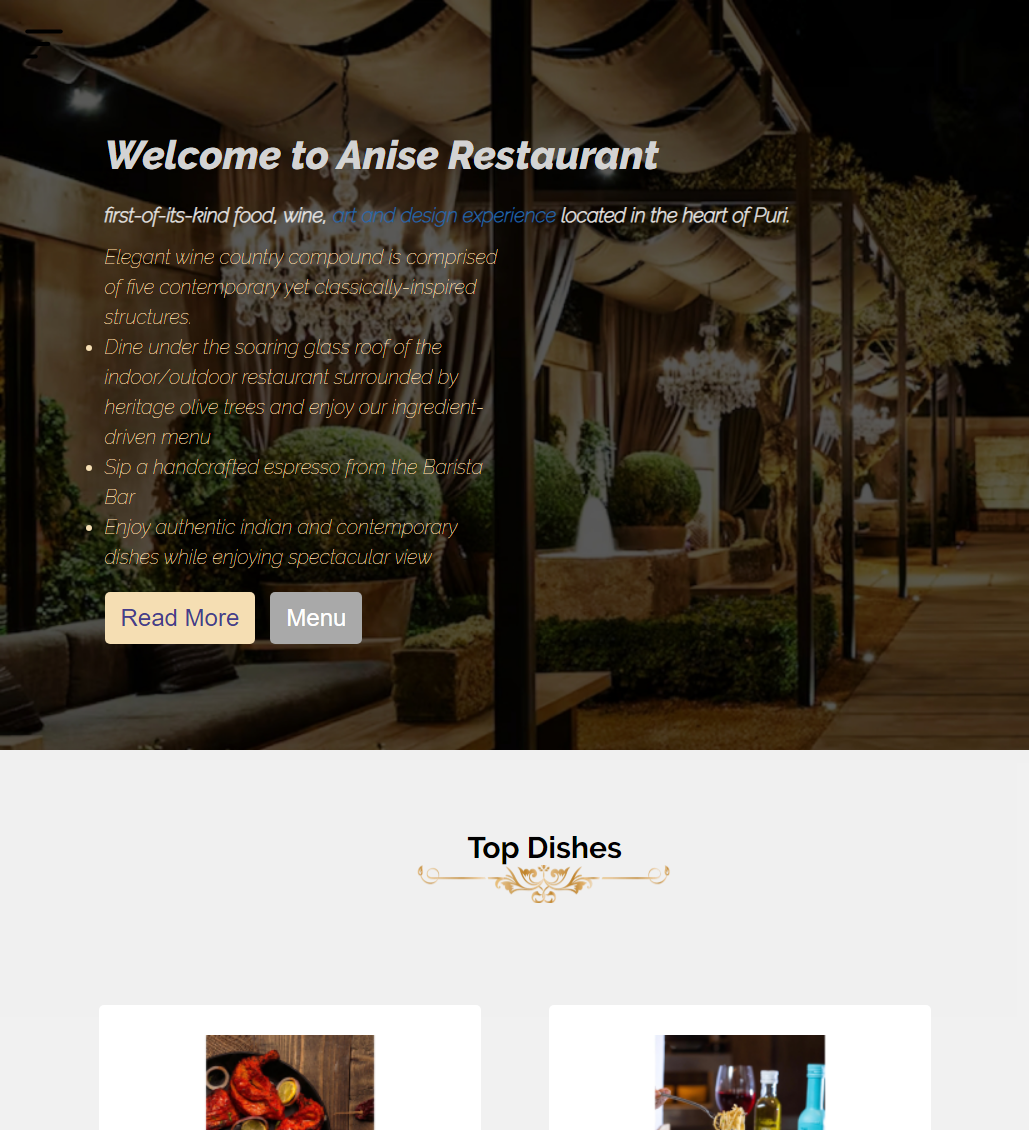 Welcome to Anise Restaurant
first-of-its-kind food, wine, art and design experience located in the heart of Puri.
Elegant wine country compound is comprised
of five contemporary yet classically-inspired
structures.
Dine under the soaring glass roof of the
indoor/outdoor restaurant surrounded by
heritage olive trees and enjoy our ingredient-
driven menu
Sip a handcrafted espresso from the Barista
Bar
Enjoy authentic indian and contemporary
dishes while enjoying spectacular view
Read More Menu
Top Dishes